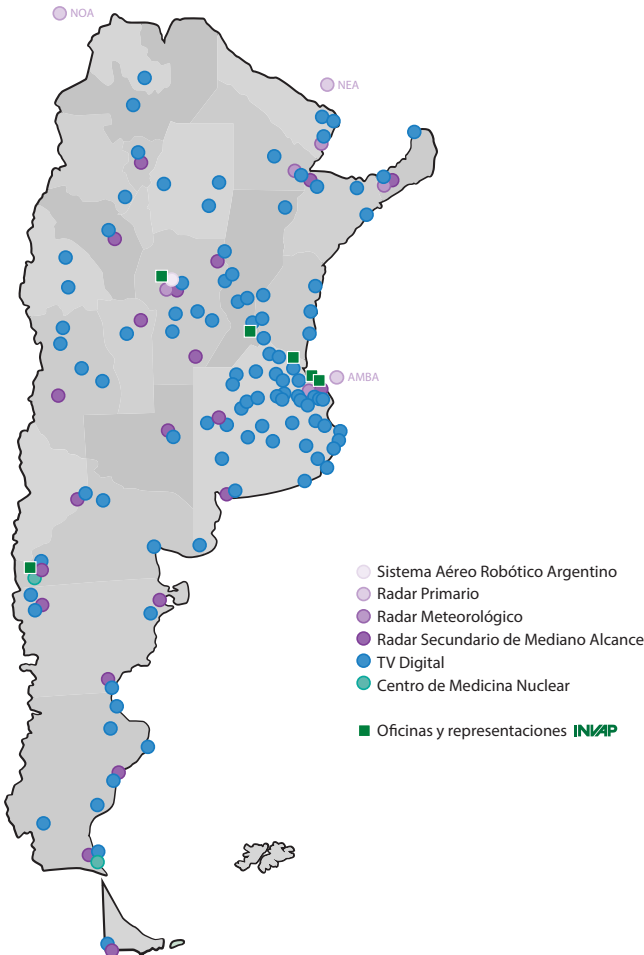 NOA
NEA
AMBA
Sistema Aéreo Robótico Argentino
Radar Primario
Radar Meteorológico
Radar Secundario de Mediano Alcance
TV Digital
Centro de Medicina Nuclear
Oficinas y representaciones INVAP